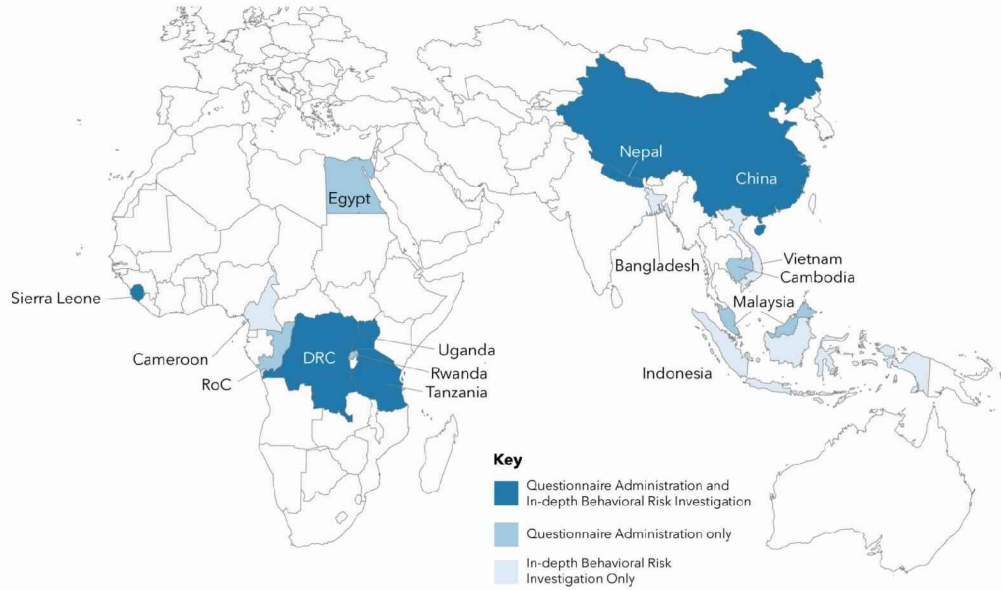 Nepal
China
Egypt
Bangladesh
Vietnam
Cambodia
Sierra Leone
Malaysia
Cameroon
DRC
Uganda
RoC
Rwanda
Indonesia
Tanzania
Key
Questionnaire Administration and
In-depth Behavioral Risk Investigation
Questionnaire Administration only
In-depth Behavioral Risk
Investigation Only